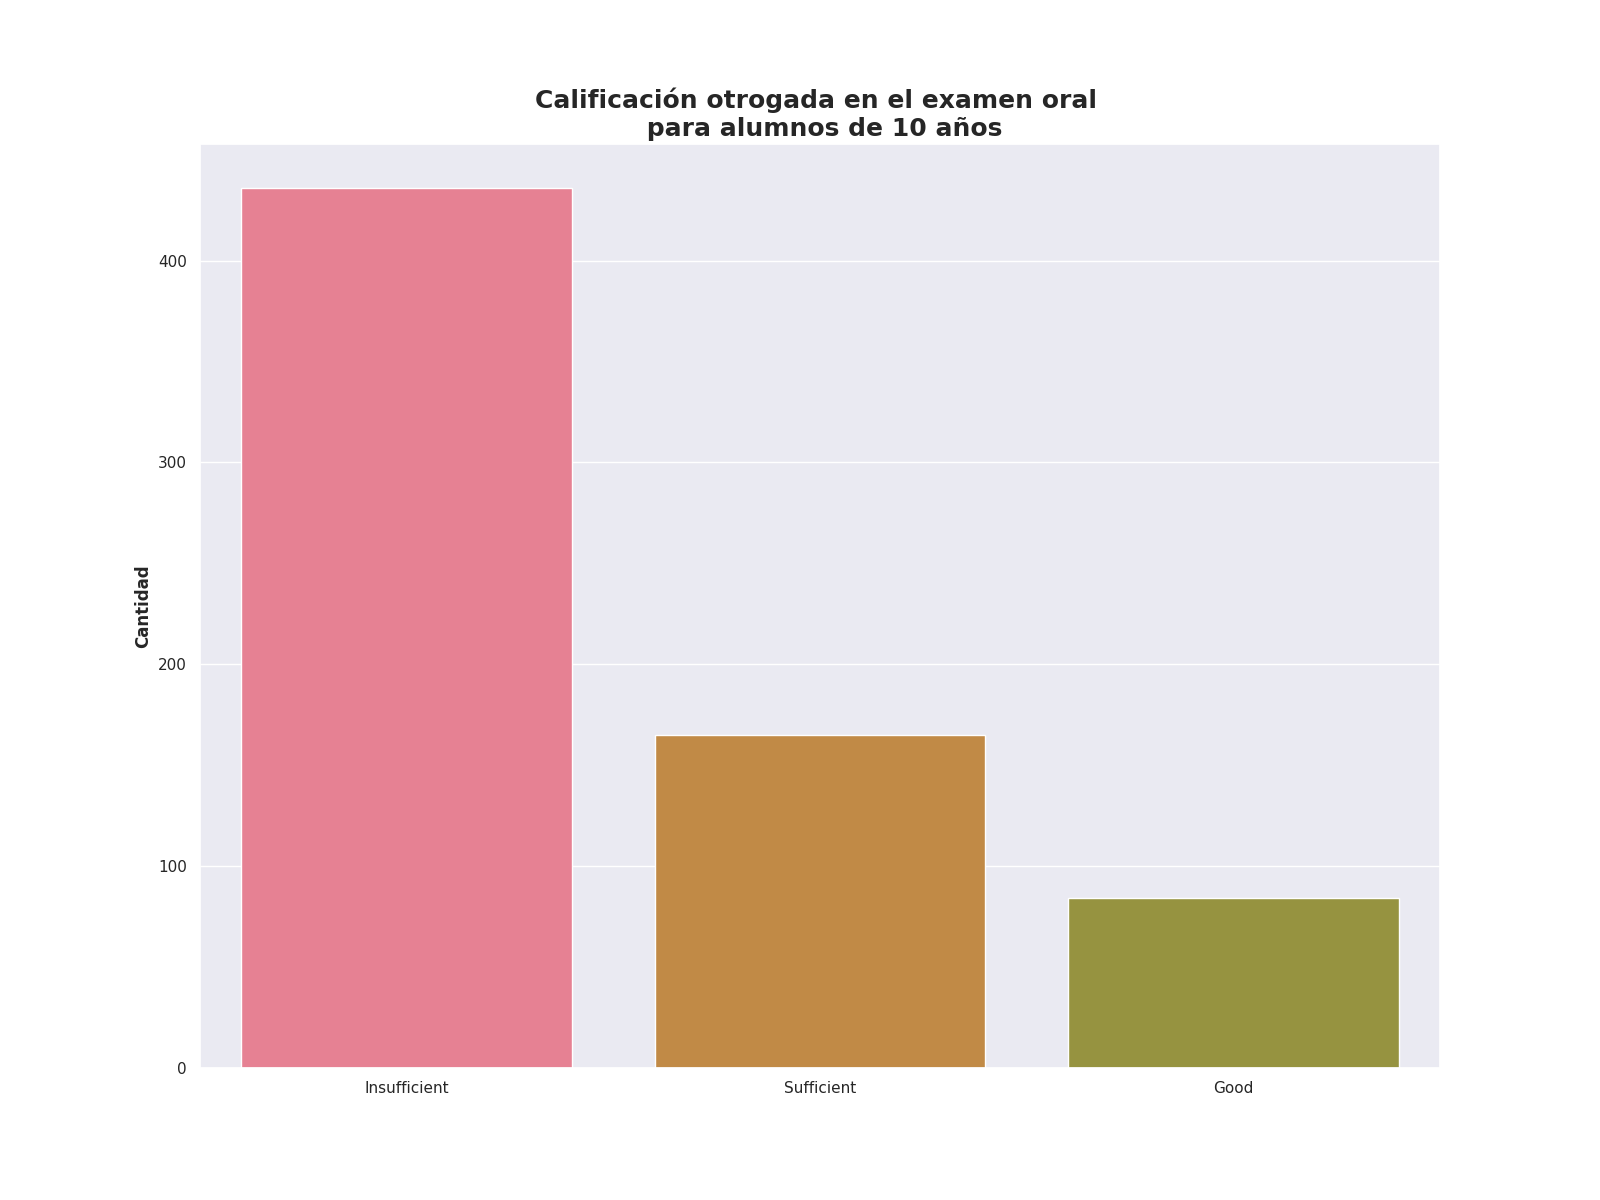 Calificación otrogada en el examen oral
para alumnos de 10 años
400
300
200
100
0
Cantidad
Insufficient
Sufficient
Good